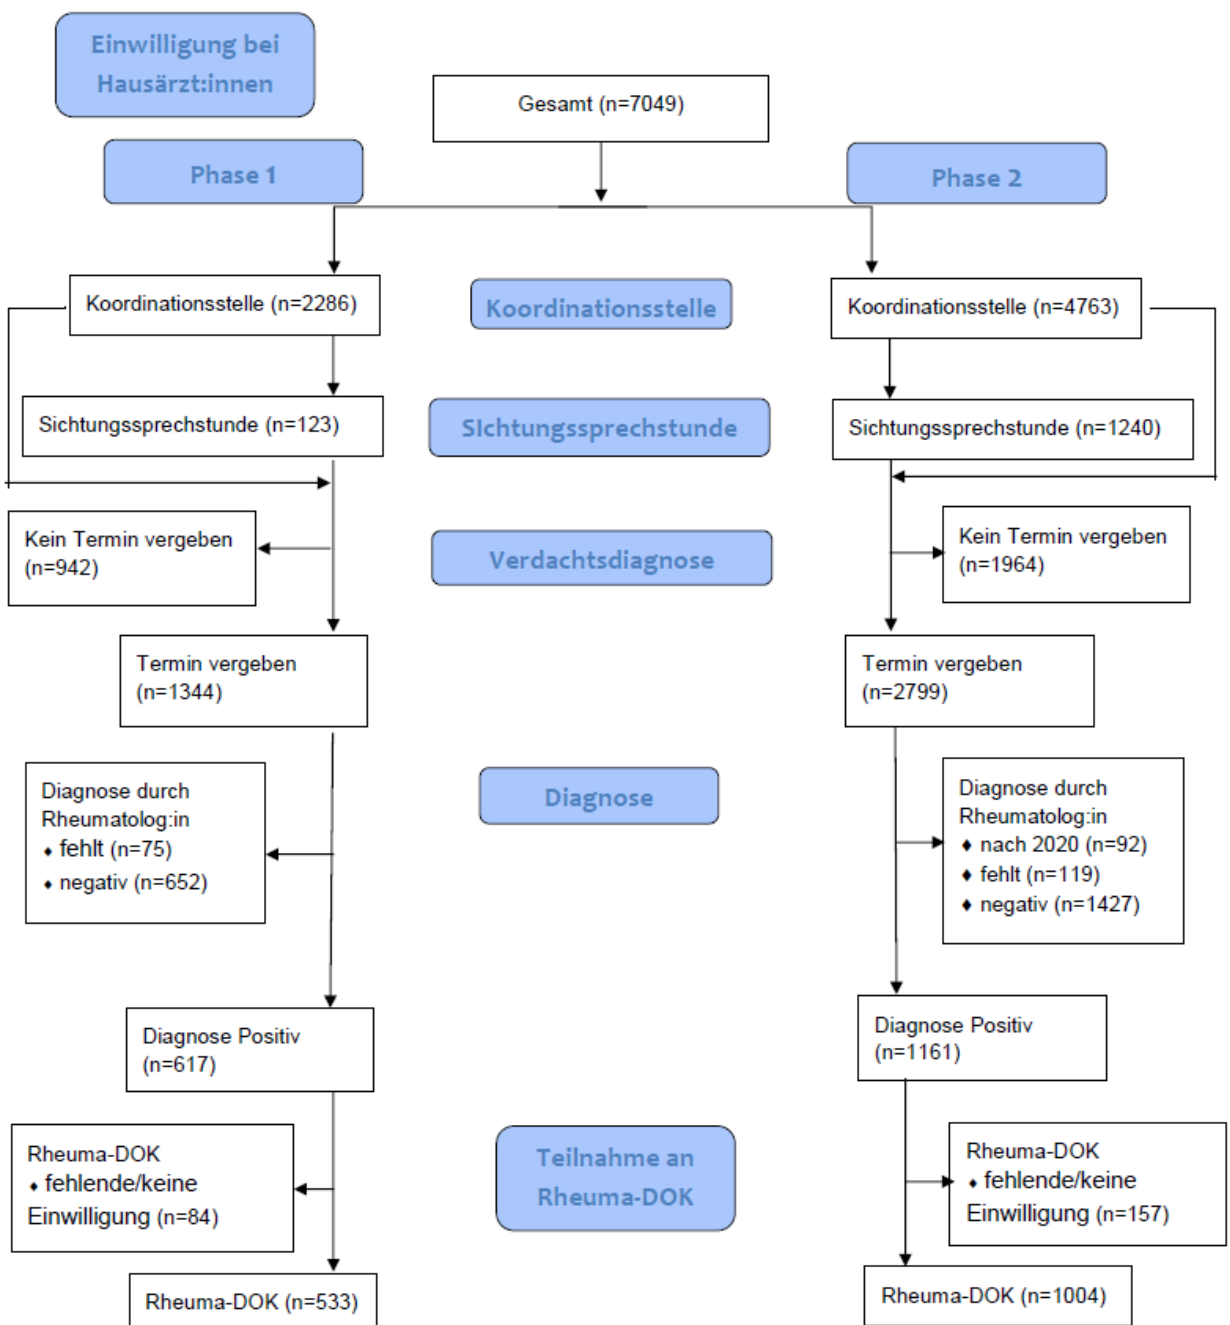 Einwilligung bei
Hausärzt:innen
Gesamt (n=7049)
Phase 1
Phase 2
Koordinationsstelle (n=2286)
Koordinationsstelle
Koordinationsstelle (n=4763)
Sichtungssprechstunde (n=123)
SIchtungssprechstunde
Sichtungssprechstunde (n=1240)
Kein Termin vergeben
(n=942)
Verdachtsdiagnose
Kein Termin vergeben
(n=1964)
Termin vergeben
(n=1344)
Termin vergeben
(n=2799)
Diagnose durch
Rheumatolog:in
⬧ fehlt (n=75)
⬧ negativ (n=652)
Diagnose
Diagnose durch
Rheumatolog:in
⬧ nach 2020 (n=92)
⬧ fehlt (n=119)
⬧ negativ (n=1427)
Diagnose Positiv
(n=617)
Diagnose Positiv
(n=1161)
Rheuma-DOK
⬧ fehlende/keine
Einwilligung (n=84)
Teilnahme an
Rheuma-DOK
Rheuma-DOK
⬧ fehlende/keine
Einwilligung (n=157)
Rheuma-DOK (n=533)
Rheuma-DOK (n=1004)